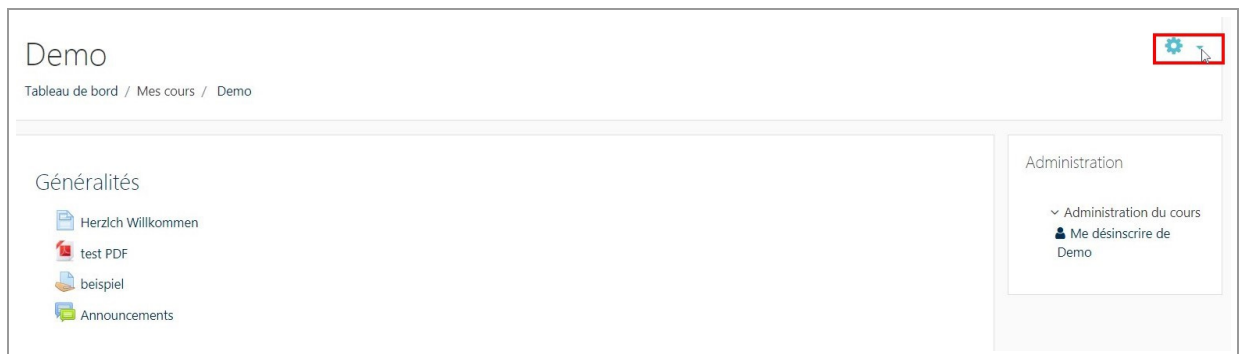 Demo
Tableau de bord / Mes cours / Demo
Généralités
Herzlch Willkommen
test PDF
beispiel
Announcements
Administration
Administration du cours
Me désinscrire de
Demo